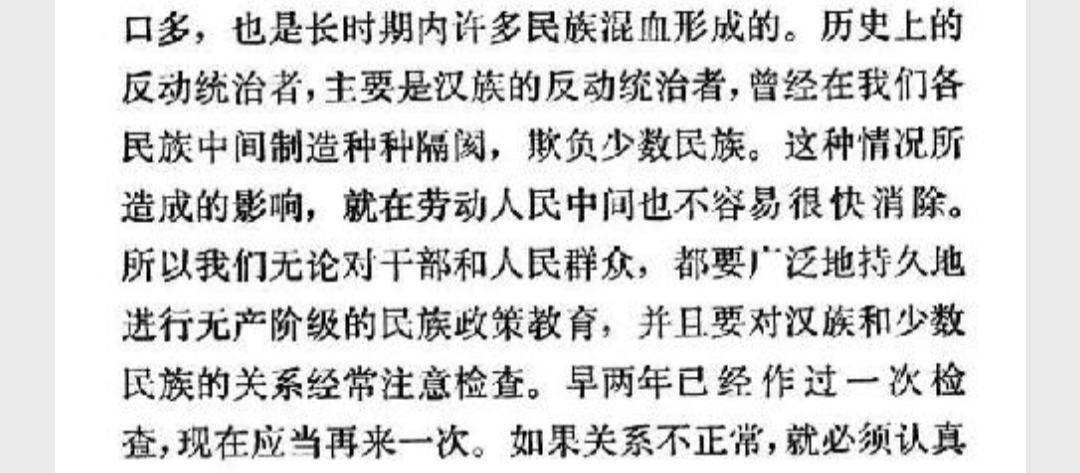 口多，也是长时期内许多民族混血形成的。历史上的
反动统治者，主要是汉族的反动统治者，曾经在我们各
民族中间制造种种隔阂，欺负少数民族。这种情况所
造成的影响，就在劳动人民中间也不容易很快消除。
所以我们无论对干部和人民群众，都要广泛地持久地
进行无产阶级的民族政策教育，并且要对汉族和少数
民族的关系经常注意检查。早两年已经作过一次检
查，现在应当再来一次。如果关系不正常，就必须认真